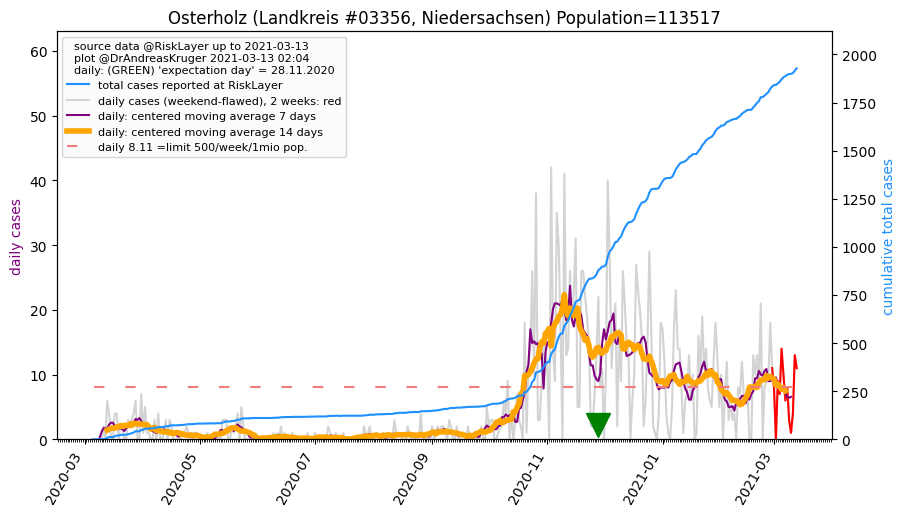 Osterholz (Landkreis #03356, Niedersachsen) Population=113517
source data @RiskLayer up to 2021-03-13
plot @DrAndreasKruger 2021-03-13 02:04
daily: (GREEN) 'expectation day' = 28.11.2020
total cases reported at RiskLayer
daily cases (weekend-flawed), 2 weeks: red
daily: centered moving average 7 days
daily: centered moving average 14 days
daily 8.11 =limit 500/week/1mio pop.
daily cases
60
50
40
30
20
10
0
cumulative total cases
2000
1750
1500
1250
1000
750
500
250
0
2020-03
2020-05
2020-07
2020-09
2020-11
2021-01
2021-03